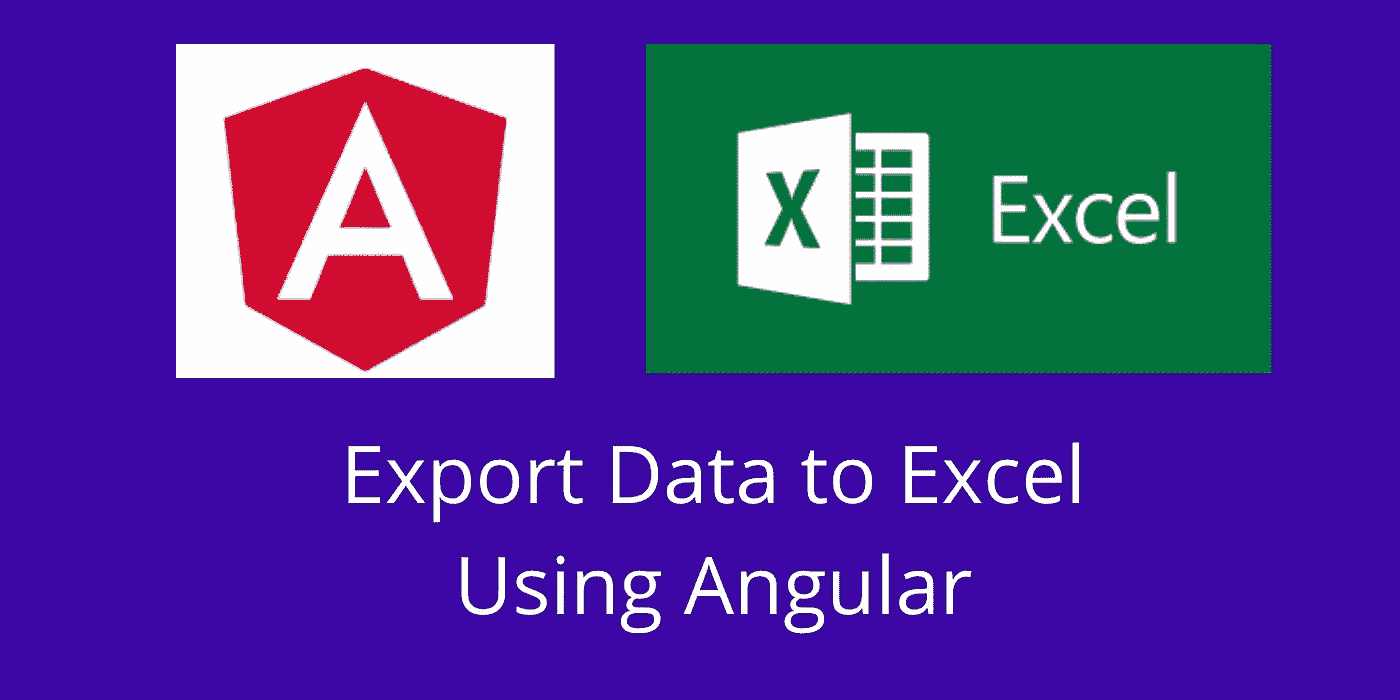 A
X
Excel
Export Data to Excel
Using Angular